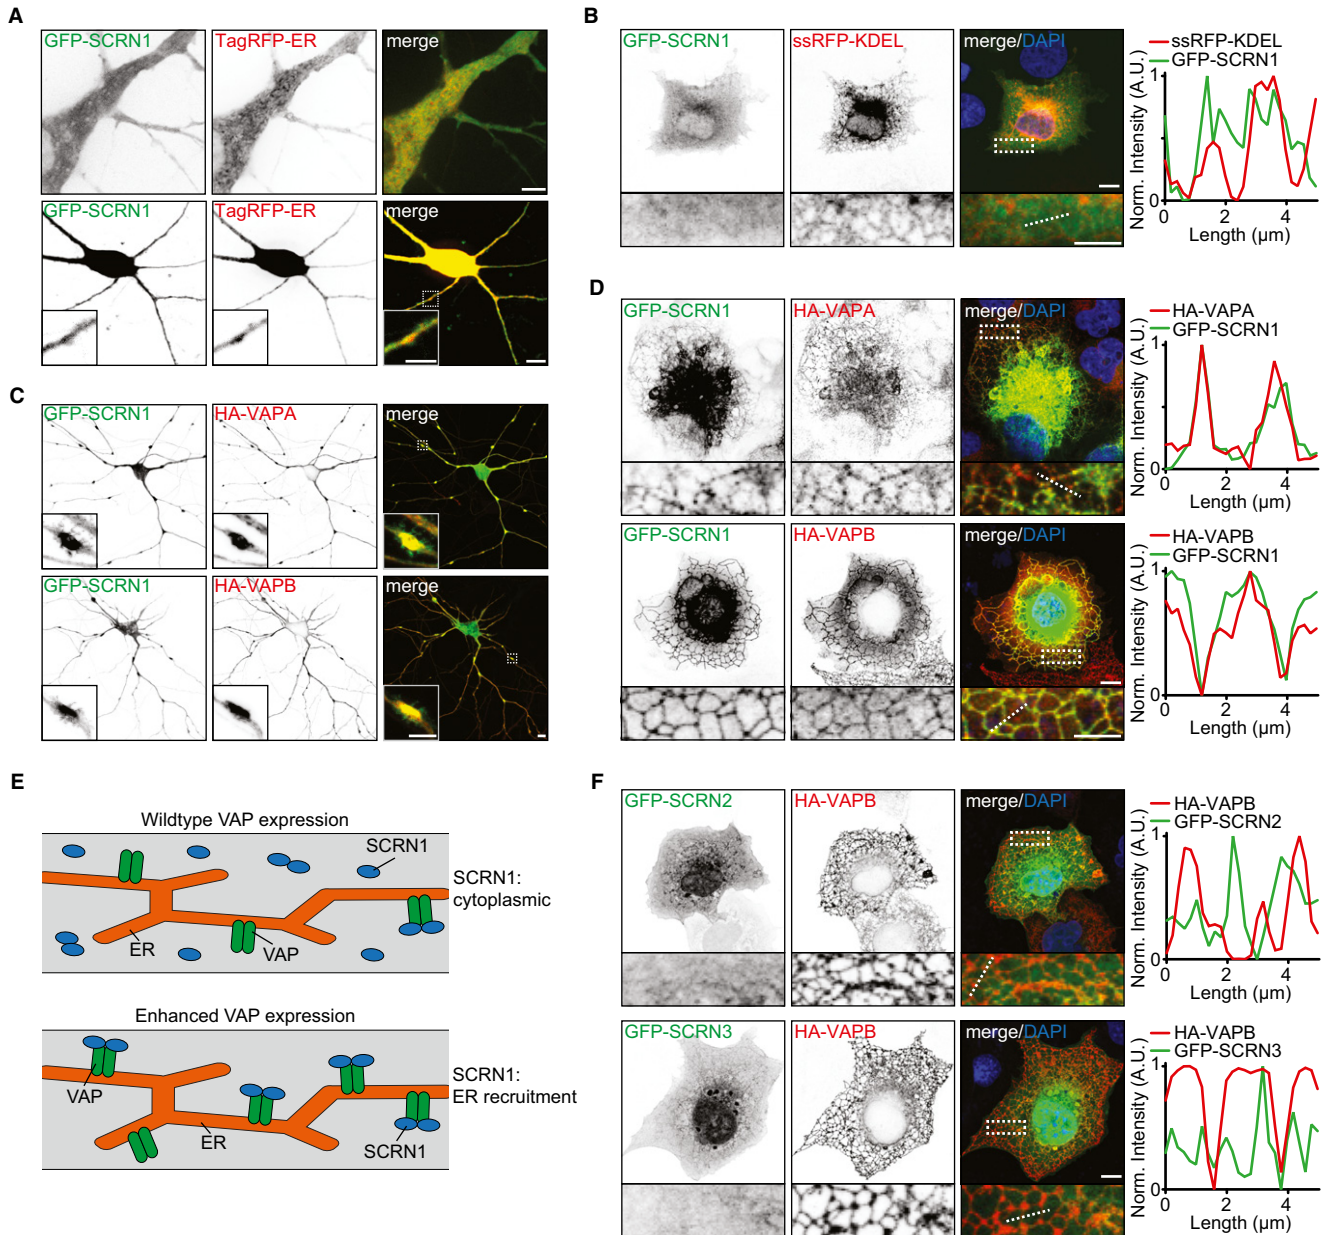 A
GFP-SCRN1
TagRFP-ER
merge
GFP-SCRN1
TagRFP-ER
merge
B
GFP-SCRN1
ssRFP-KDEL
merge/DAPI
ssRFP-KDEL
GFP-SCRN1
Norm. Intensity (A.U.)
1
0
0 2 4
Length (µm)
C
GFP-SCRN1
HA-VAPA
merge
GFP-SCRN1
HA-VAPB
merge
D
GFP-SCRN1
HA-VAPA
merge/DAPI
HA-VAPA
GFP-SCRN1
Norm. Intensity (A.U.)
1
0
0 2 4
Length (µm)
GFP-SCRN1
HA-VAPB
merge/DAPI
HA-VAPB
GFP-SCRN1
Norm. Intensity (A.U.)
1
0
0 2 4
Length (µm)
E
Wildtype VAP expression
SCRN1
SCRN1:
cytoplasmic
ER
VAP
Enhanced VAP expression
VAP
SCRN1:
ER recruitment
ER
SCRN1
F
GFP-SCRN2
HA-VAPB
merge/DAPI
HA-VAPB
GFP-SCRN2
Norm. Intensity (A.U.)
1
0
0 2 4
Length (µm)
GFP-SCRN3
HA-VAPB
merge/DAPI
HA-VAPB
GFP-SCRN3
Norm. Intensity (A.U.)
1
0
0 2 4
Length (µm)